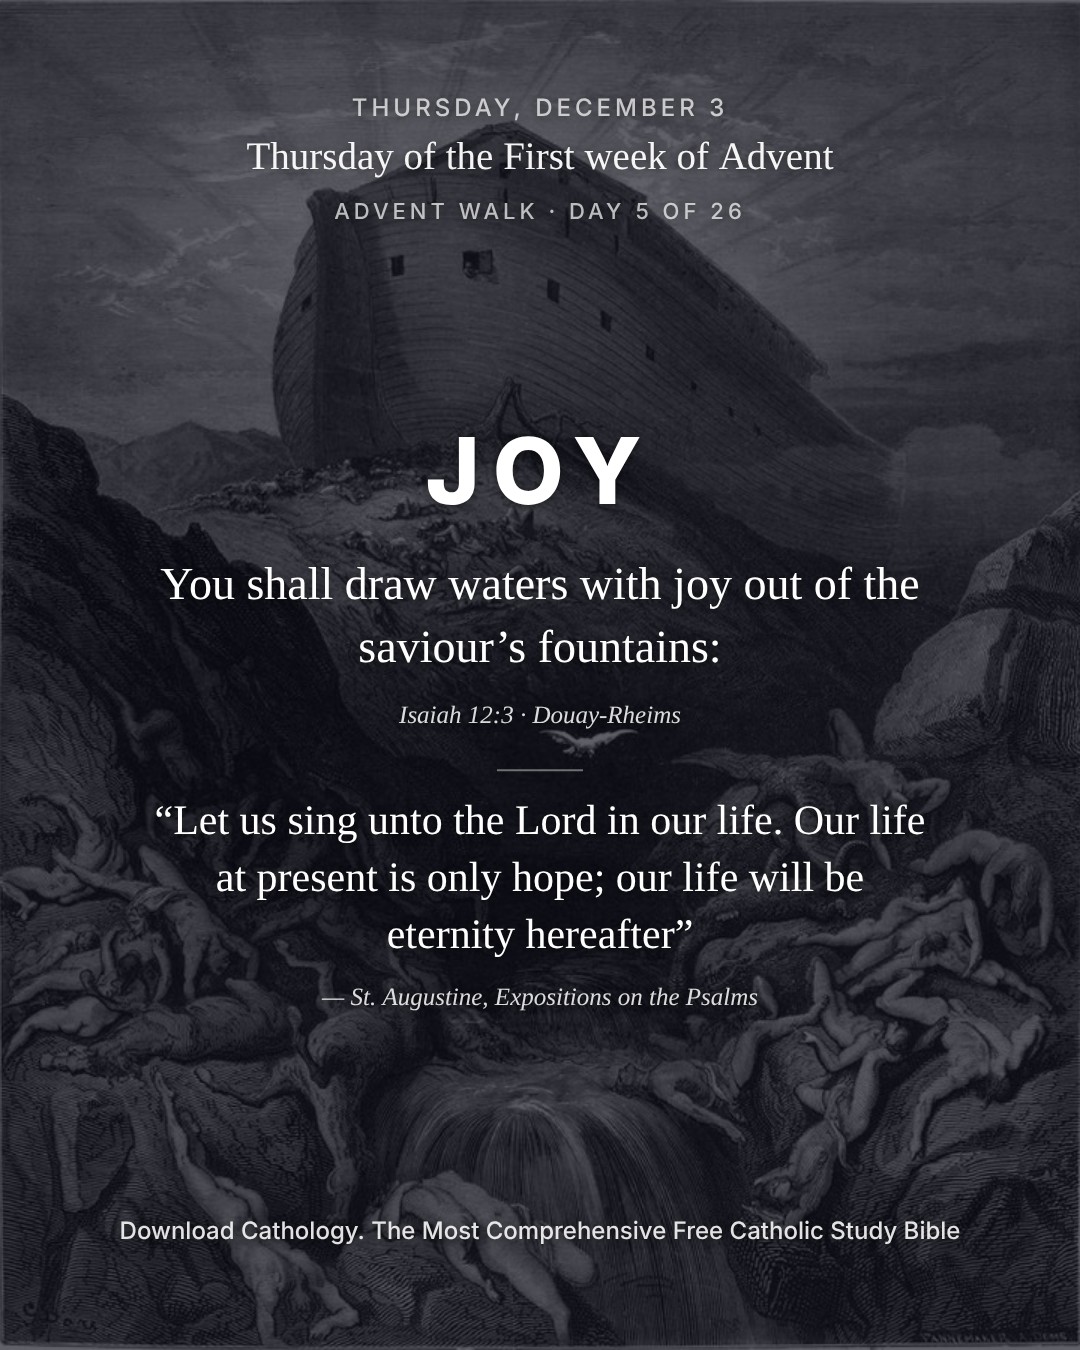 THURSDAY, DECEMBER 3
Thursday of the First week of Advent
ADVENT WALK · DAY 5 OF 26
JOY
You shall draw waters with joy out of the
saviour’s fountains:
Isaiah 12:3 · Douay-Rheims
“Let us sing unto the Lord in our life. Our life
at present is only hope; our life will be
eternity hereafter”
— St. Augustine, Expositions on the Psalms
Download Cathology. The Most Comprehensive Free Catholic Study Bible